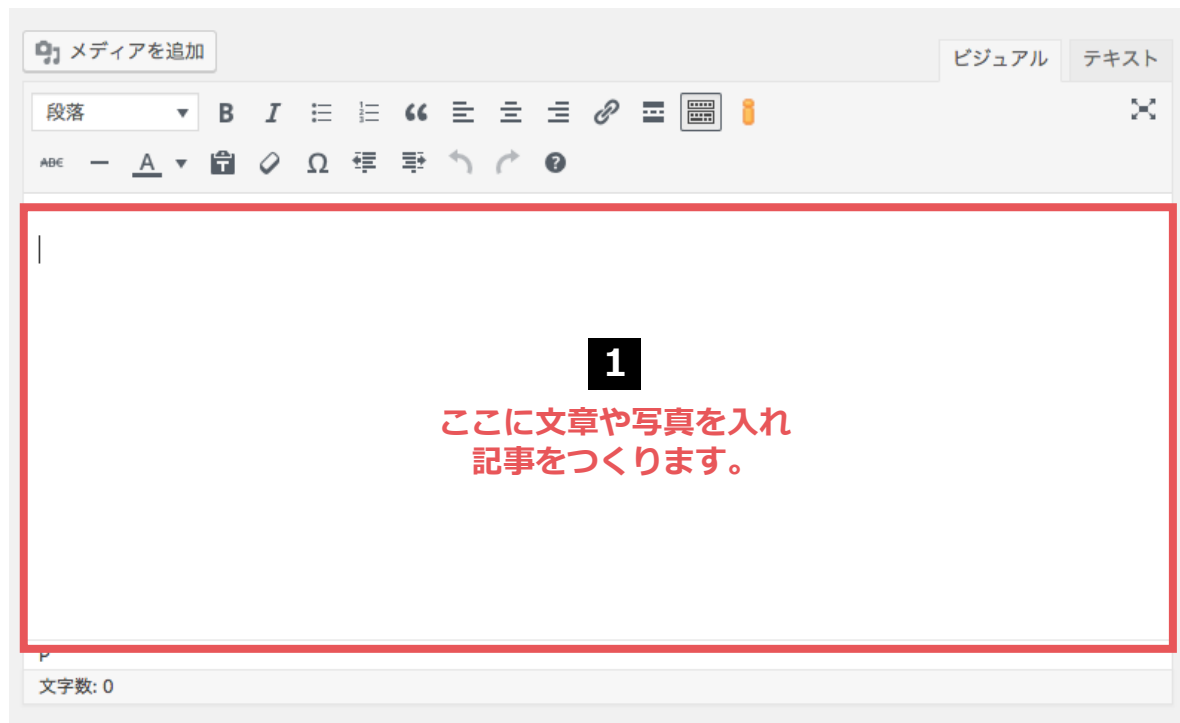 メディアを追加
ビジュアル テキスト
段落 B I
ABE A Ω
1
ここに文章や写真を入れ
記事をつくります。
P
文字数: 0